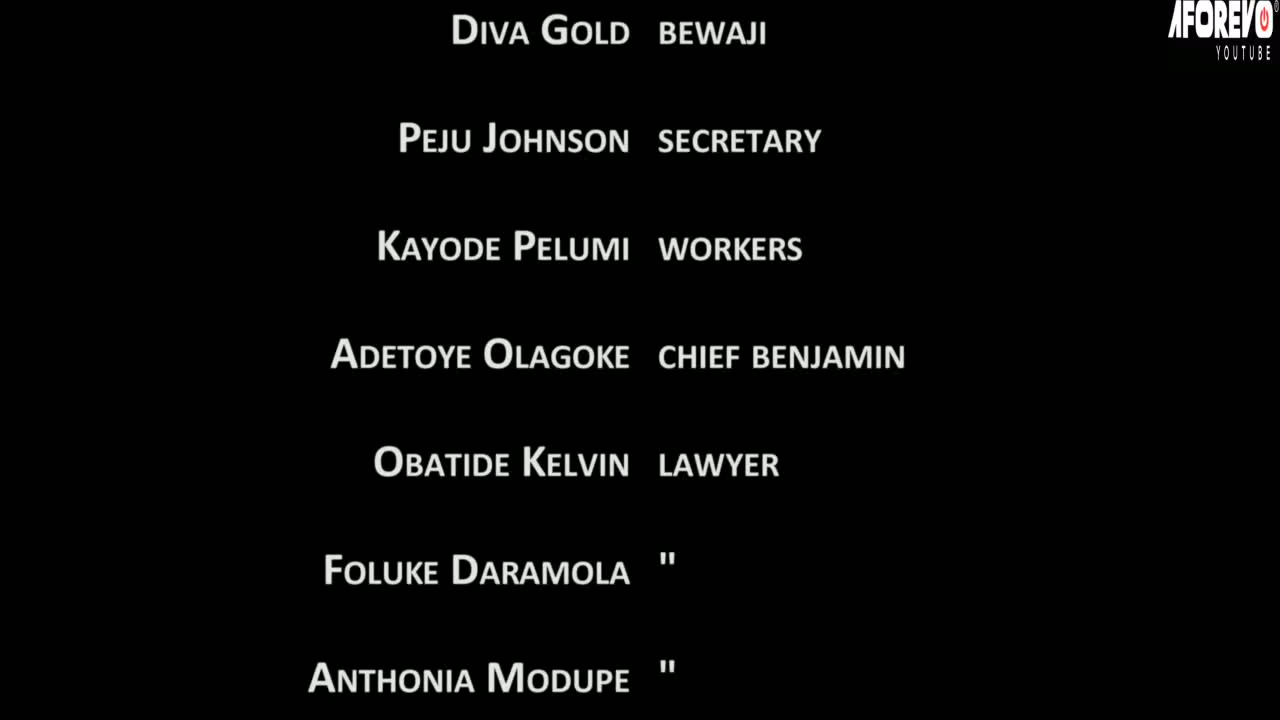 AFOREVO
YOUTUBE
DIVA GOLD BEWAJI
PEJU JOHNSON SECRETARY
KAYODE PELUMI WORKERS
ADETOYE OLAGOKE CHIEF BENJAMIN
OBATIDE KELVIN LAWYER
FOLUKE DARAMOLA "
ANTHONIA MODUPE "